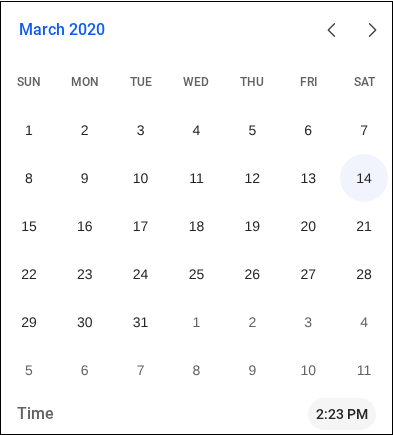 March 2020
SUN MON TUE WED THU FRI SAT
1 2 3 4 5 6 7
8 9 10 11 12 13 14
15 16 17 18 19 20 21
22 23 24 25 26 27 28
29 30 31 1 2 3 4
5 6 7 8 9 10 11
Time 2:23 PM